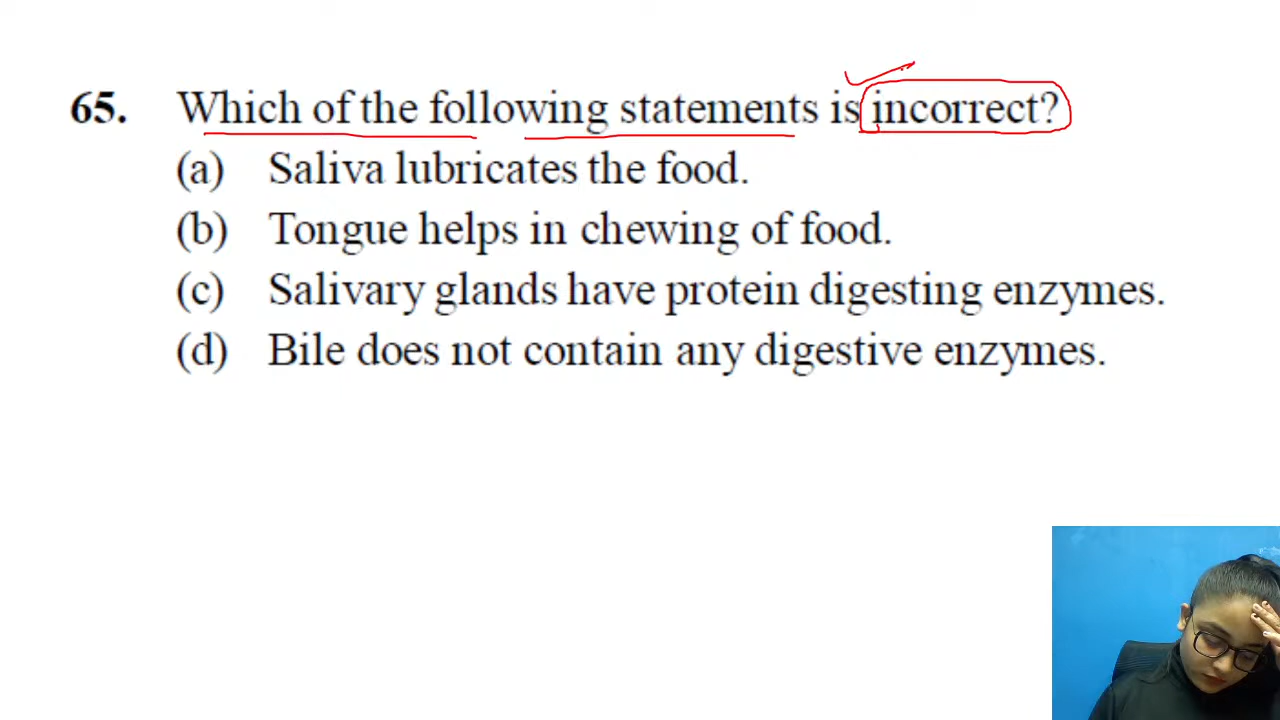 65. Which of the following statements is incorrect?
(a) Saliva lubricates the food.
(b) Tongue helps in chewing of food.
(c) Salivary glands have protein digesting enzymes.
(d) Bile does not contain any digestive enzymes.